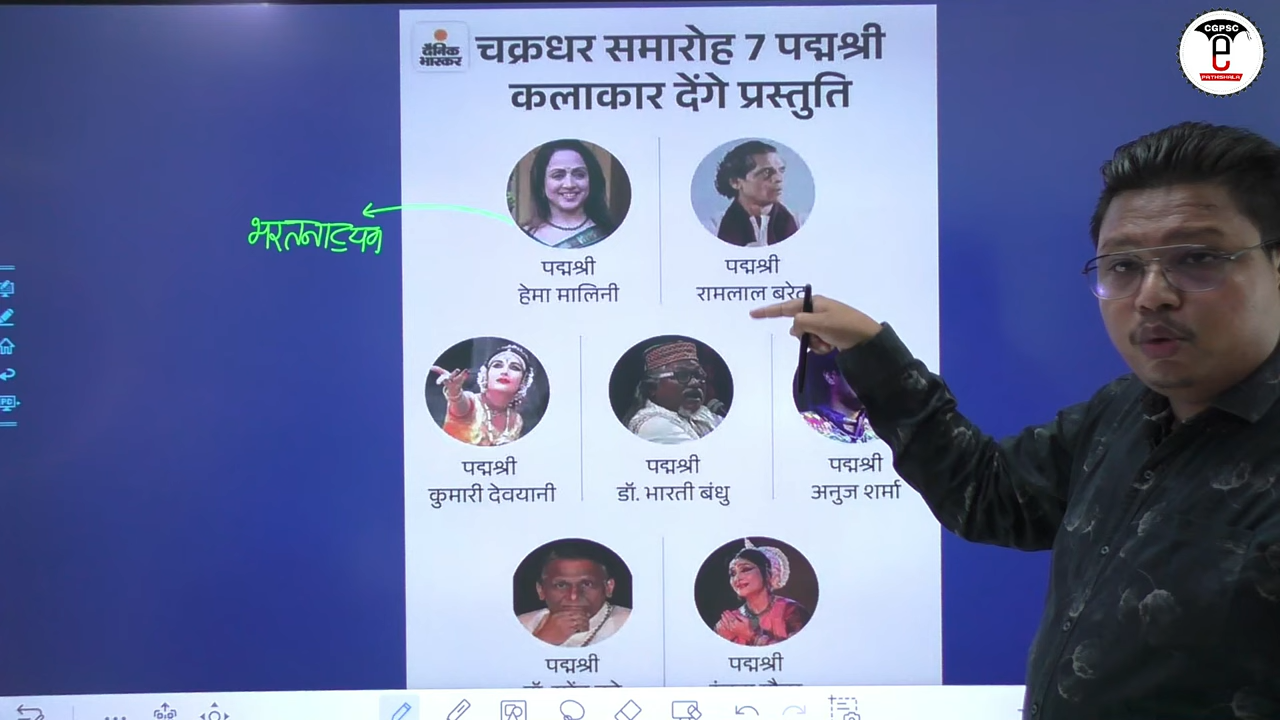 दैनिक
भास्कर
चक्रधर समारोह 7 पद्मश्री
कलाकार देंगे प्रस्तुति
CGPSC
e
PATHSHALA
भरतनाट्यम
पद्मश्री
हेमा मालिनी
पद्मश्री
रामलाल
पद्मश्री
कुमारी देवयानी
पद्मश्री
डॉ. भारती बंधु
पद्मश्री
अनुज शर्मा
पद्मश्री
पद्मश्री